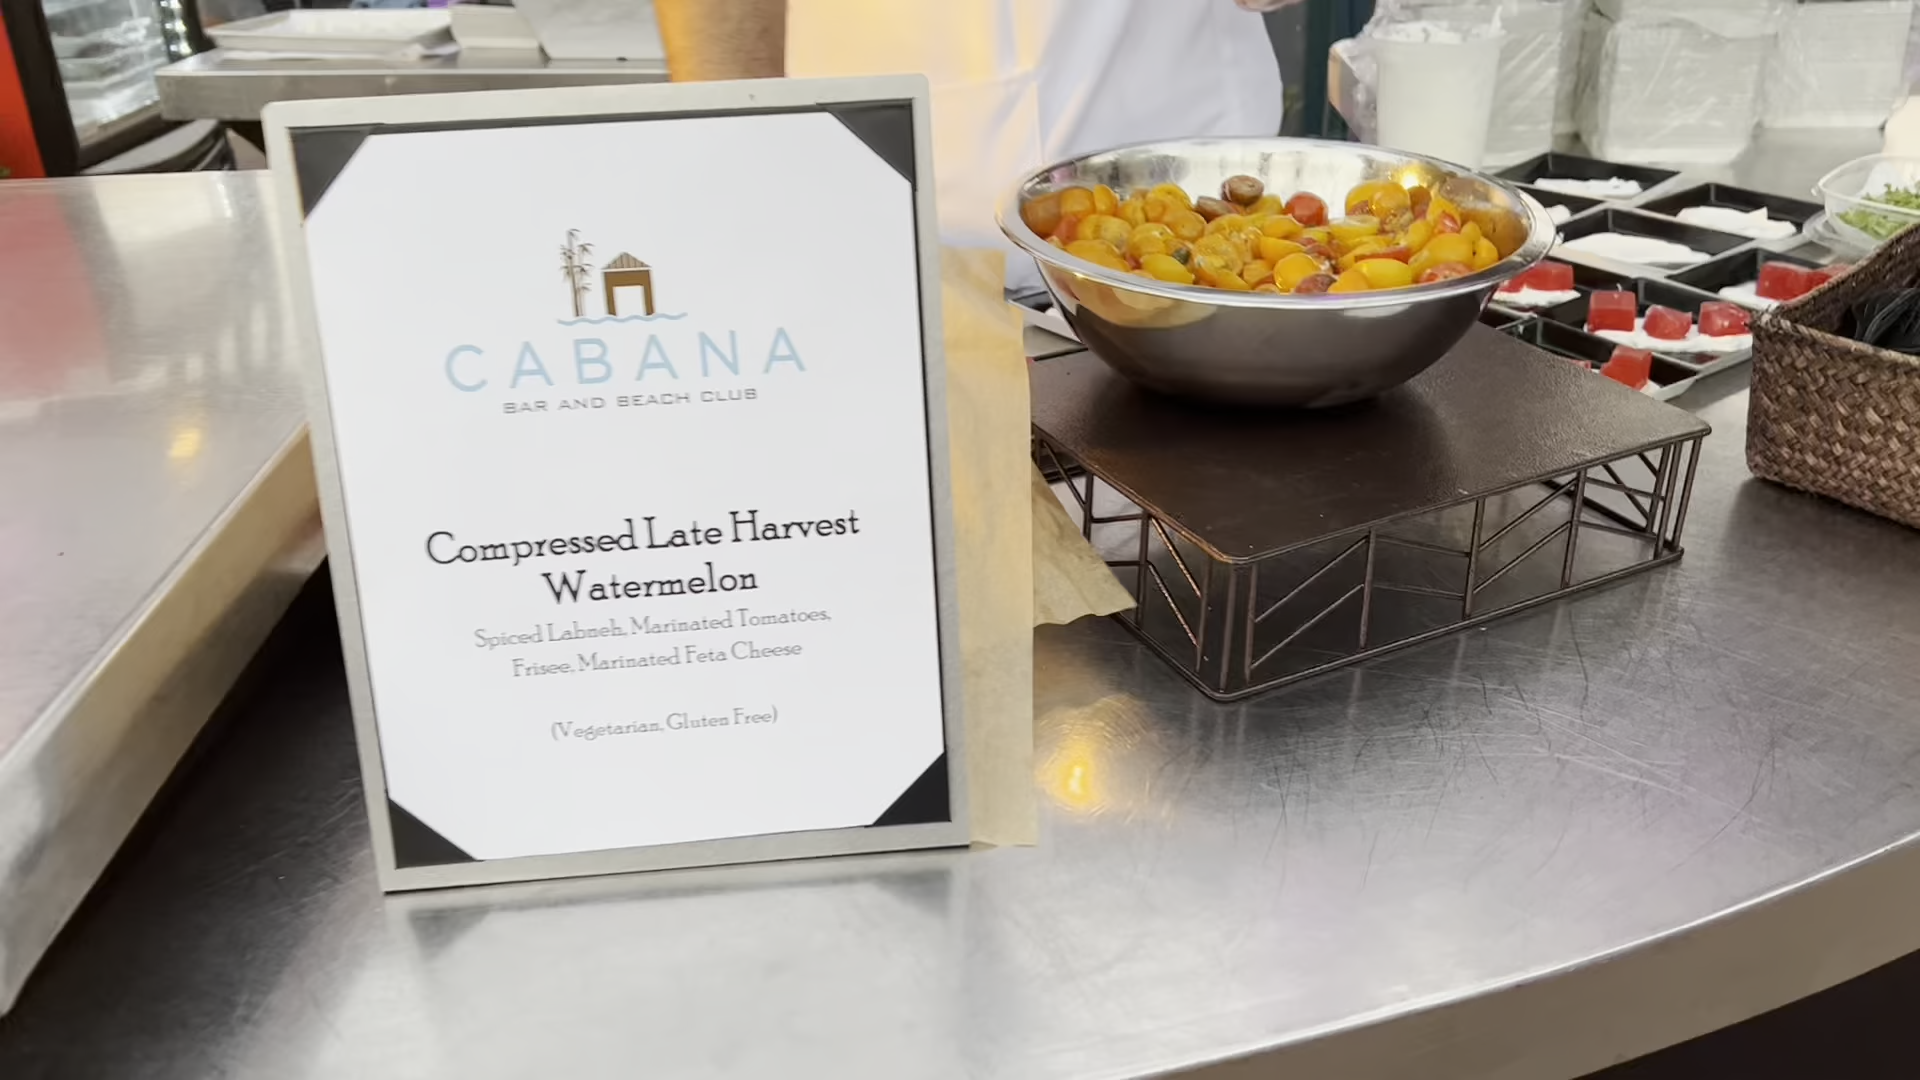 CABANA
BAR AND BEACH CLUB
Compressed Late Harvest
Watermelon
Spiced Labneh, Marinated Tomatoes,
Frisee, Marinated Feta Cheese
(Vegetarian, Gluten Free)